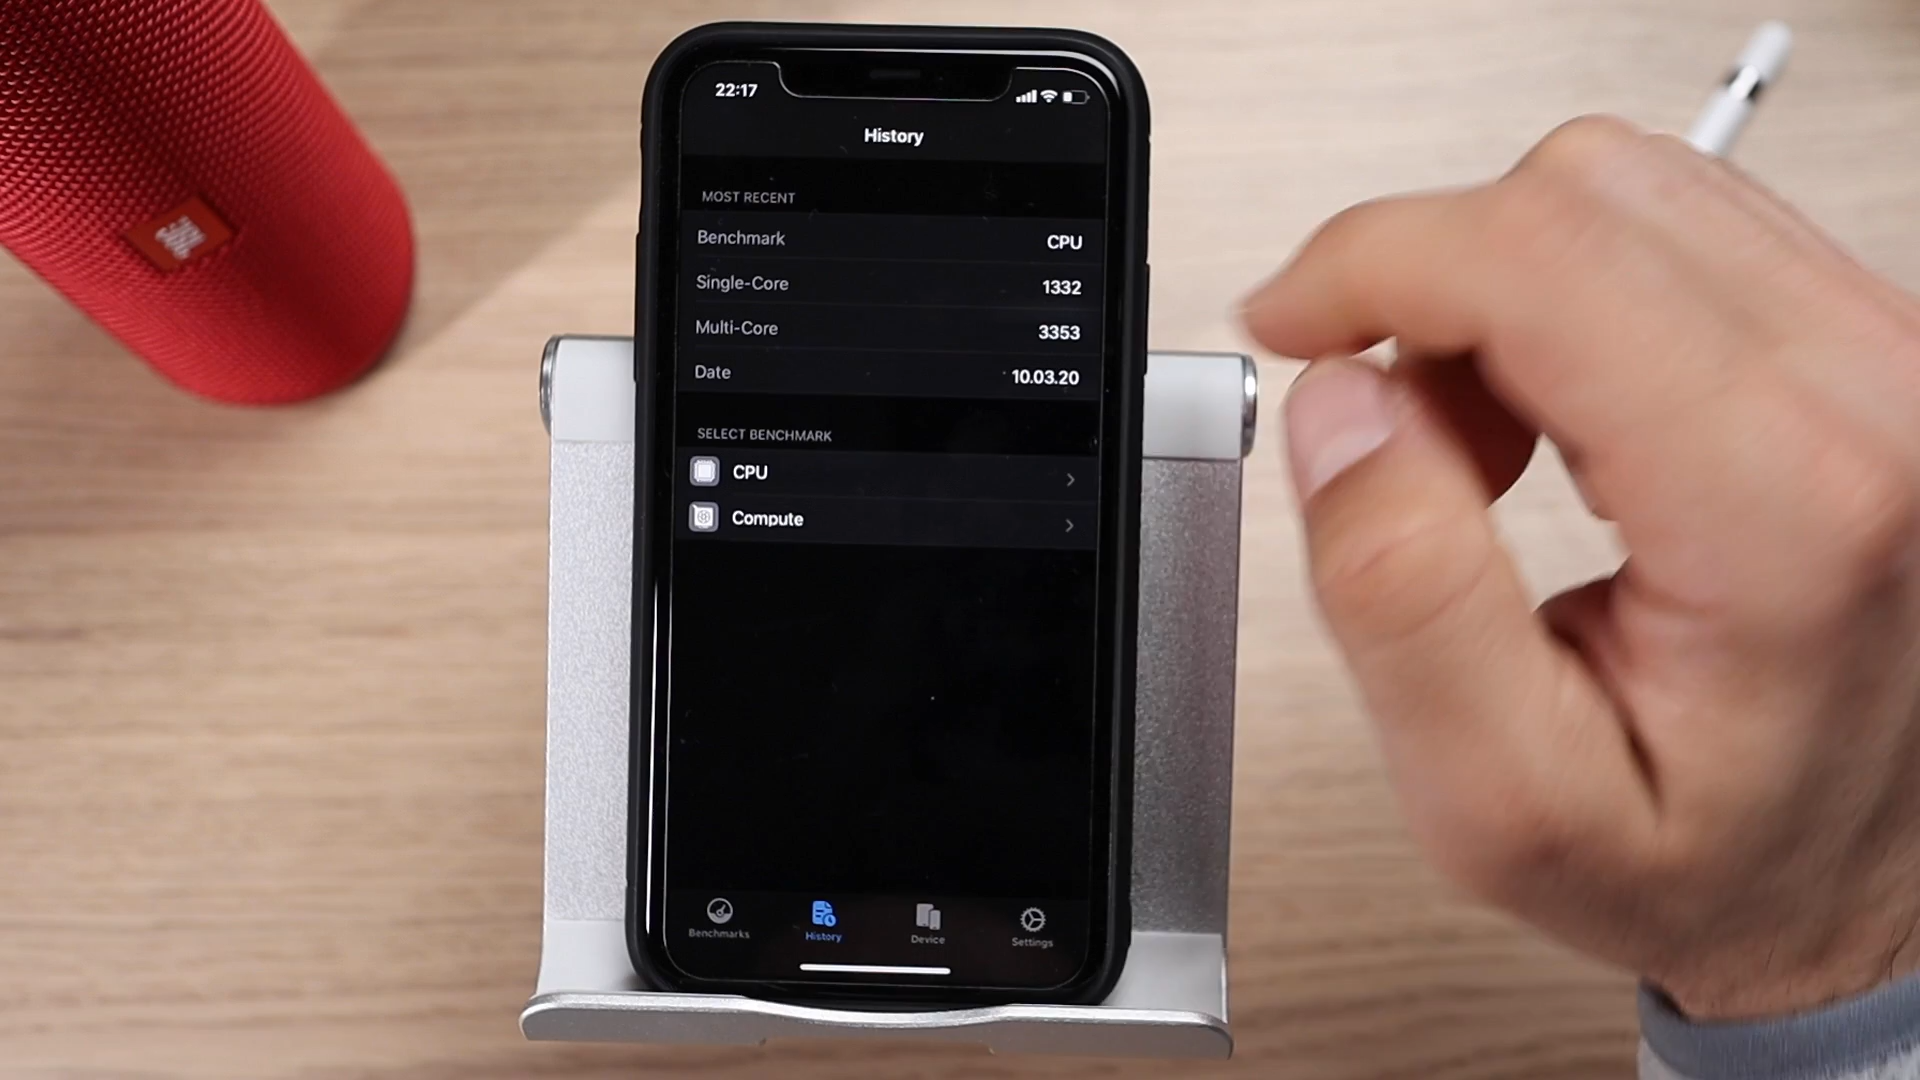 22:17
History
MOST RECENT
Benchmark CPU
Single-Core 1332
Multi-Core 3353
Date 10.03.20
SELECT BENCHMARK
CPU
Compute
Benchmarks History Device Settings
JBL